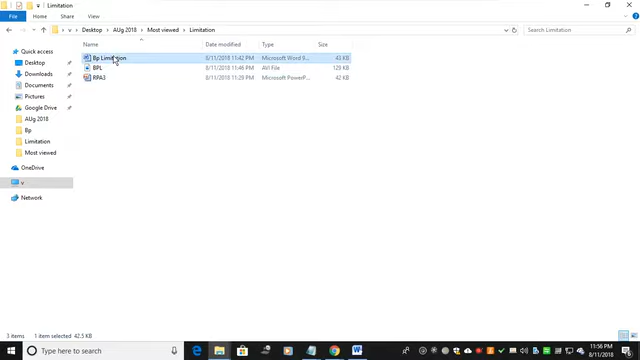 Limitation
File Home Share View
v > Desktop > AUg 2018 > Most viewed > Limitation
Search Limitation
Name Date modified Type Size
Quick access
Desktop
Downloads
Documents
Pictures
Google Drive
AUg 2018
Bp
Limitation
Most viewed
OneDrive
v
Network
Bp Limitation 8/11/2018 11:42 PM Microsoft Word 9... 43 KB
BPL 8/11/2018 11:46 PM AVI File 129 KB
RPA3 8/11/2018 11:29 PM Microsoft PowerP... 42 KB
3 items 1 item selected 42.5 KB
Type here to search
11:56 PM
8/11/2018